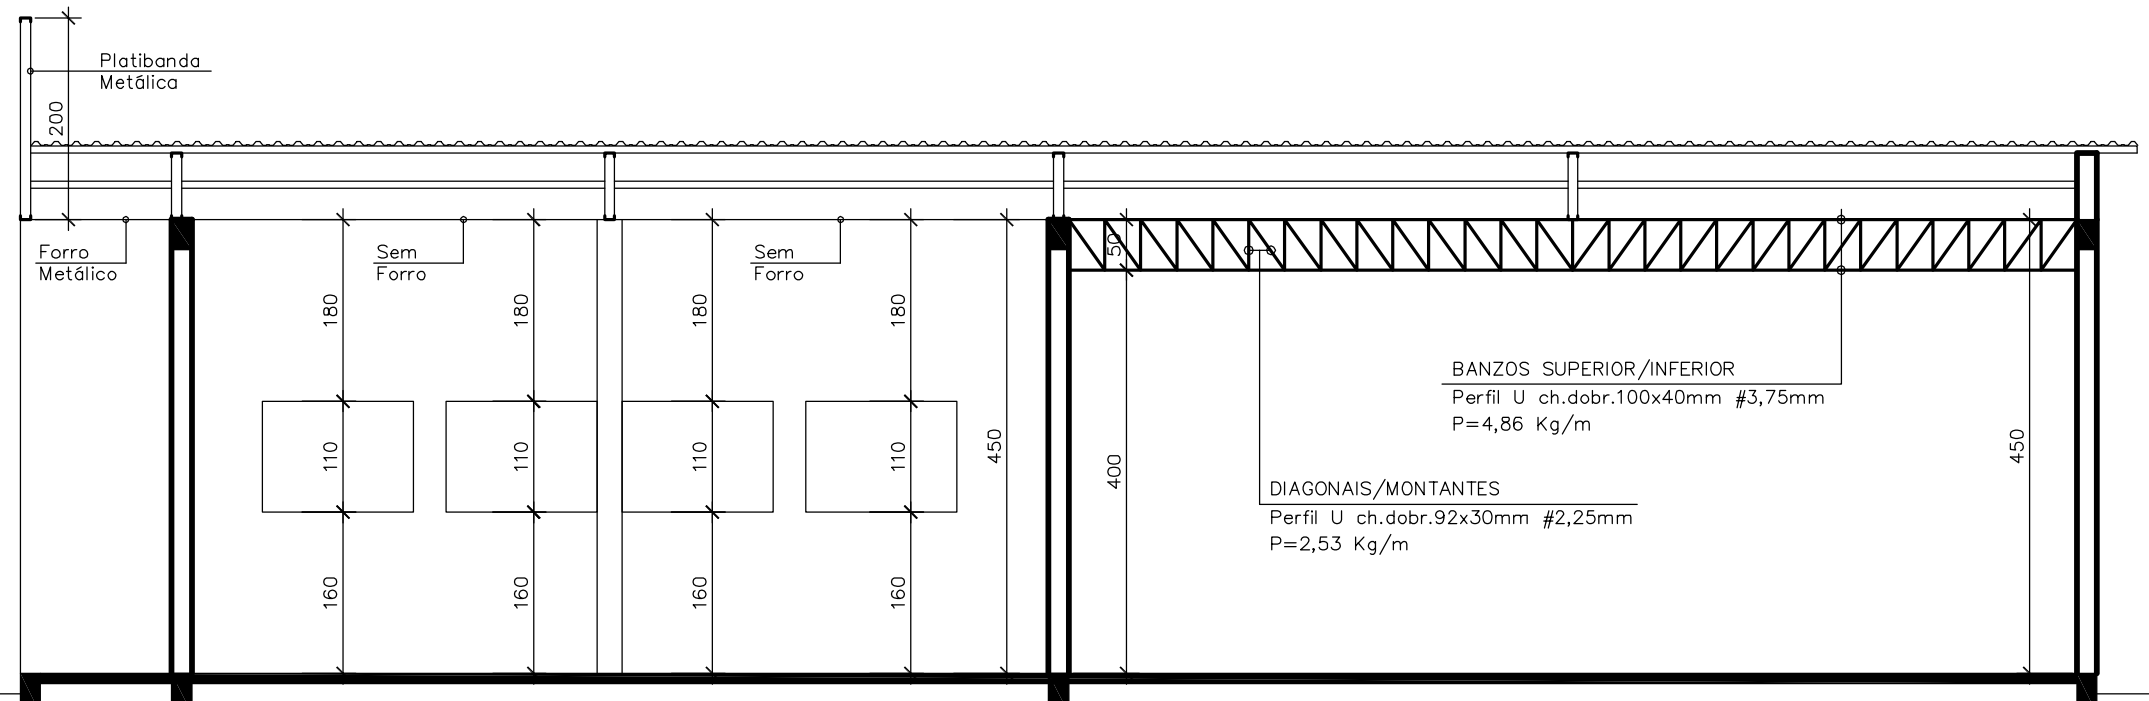 Platibanda
Metálica
200
Forro
Metálico
Sem
Forro
Sem
Forro
50
180
180
180
180
110
110
110
110
450
400
450
160
160
160
160
BANZOS SUPERIOR/INFERIOR
Perfil U ch.dobr.100x40mm #3,75mm
P=4,86 Kg/m
DIAGONAIS/MONTANTES
Perfil U ch.dobr.92x30mm #2,25mm
P=2,53 Kg/m